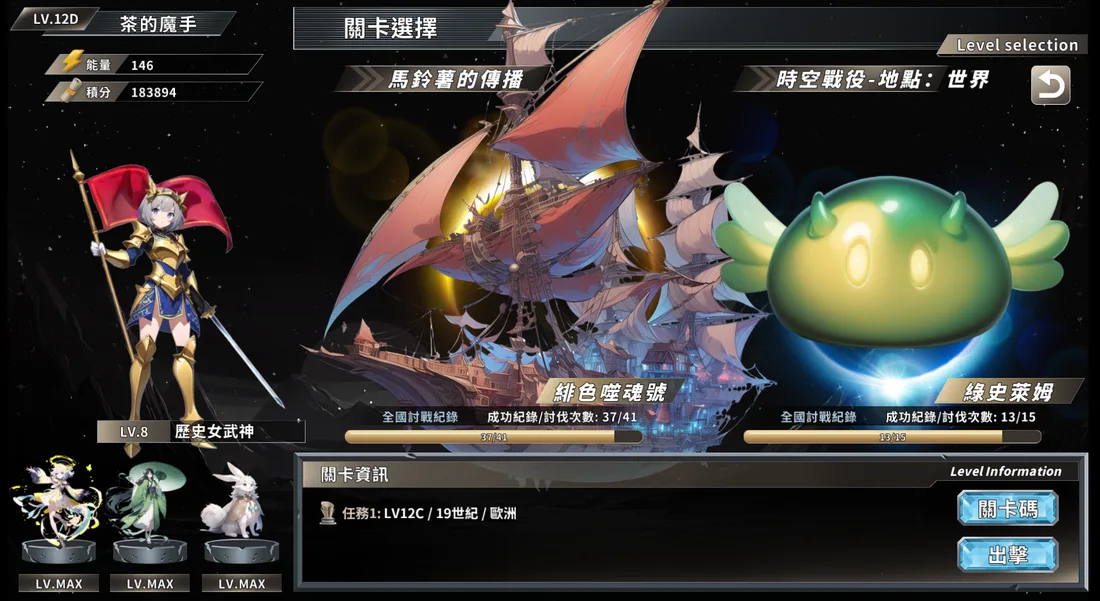 LV.12D 茶的魔手
能量 146
積分 183894
關卡選擇
Level selection
馬鈴薯的傳播
時空戰役-地點：世界
緋色噬魂號
全國討戰紀錄 成功紀錄/討伐次數: 37/41
37/41
綠史萊姆
全國討戰紀錄 成功紀錄/討伐次數: 13/15
13/15
LV.8 歷史女武神
LV.MAX LV.MAX LV.MAX
關卡資訊
Level Information
任務1: LV12C / 19世紀 / 歐洲
關卡碼
出擊